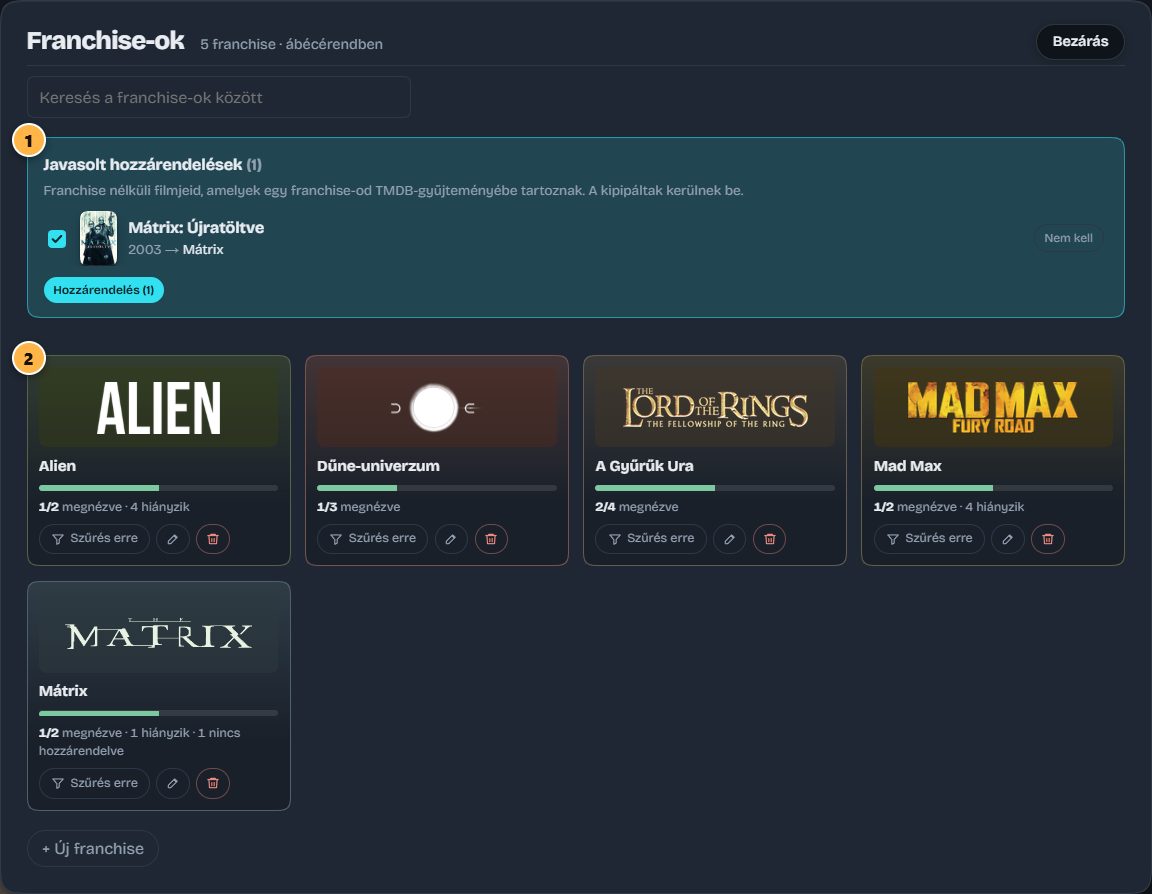 Franchise-ok 5 franchise · ábécérendben
Bezárás
Keresés a franchise-ok között
1
Javasolt hozzárendelések (1)
Franchise nélküli filmjeid, amelyek egy franchise-od TMDB-gyűjteményébe tartoznak. A kipipáltak kerülnek be.
Mátrix: Újratöltve
2003 → Mátrix
Nem kell
Hozzárendelés (1)
2
ALIEN
Alien
1/2 megnézve · 4 hiányzik
Szűrés erre
Dűne-univerzum
1/3 megnézve
Szűrés erre
THE
LORD OF THE RINGS
THE FELLOWSHIP OF THE RING
A Gyűrűk Ura
2/4 megnézve
Szűrés erre
MAD MAX
FURY ROAD
Mad Max
1/2 megnézve · 4 hiányzik
Szűrés erre
THE
MATRIX
Mátrix
1/2 megnézve · 1 hiányzik · 1 nincs
hozzárendelve
Szűrés erre
+ Új franchise